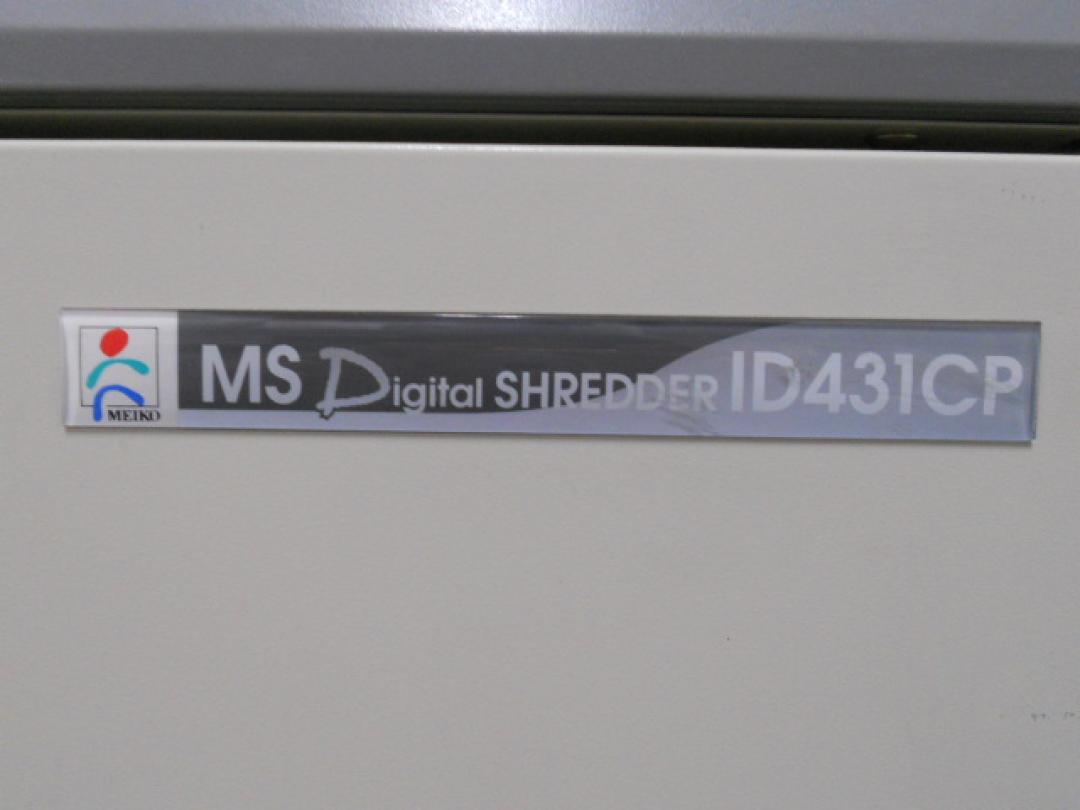 MEIKO
MS Digital SHREDDER ID431CP